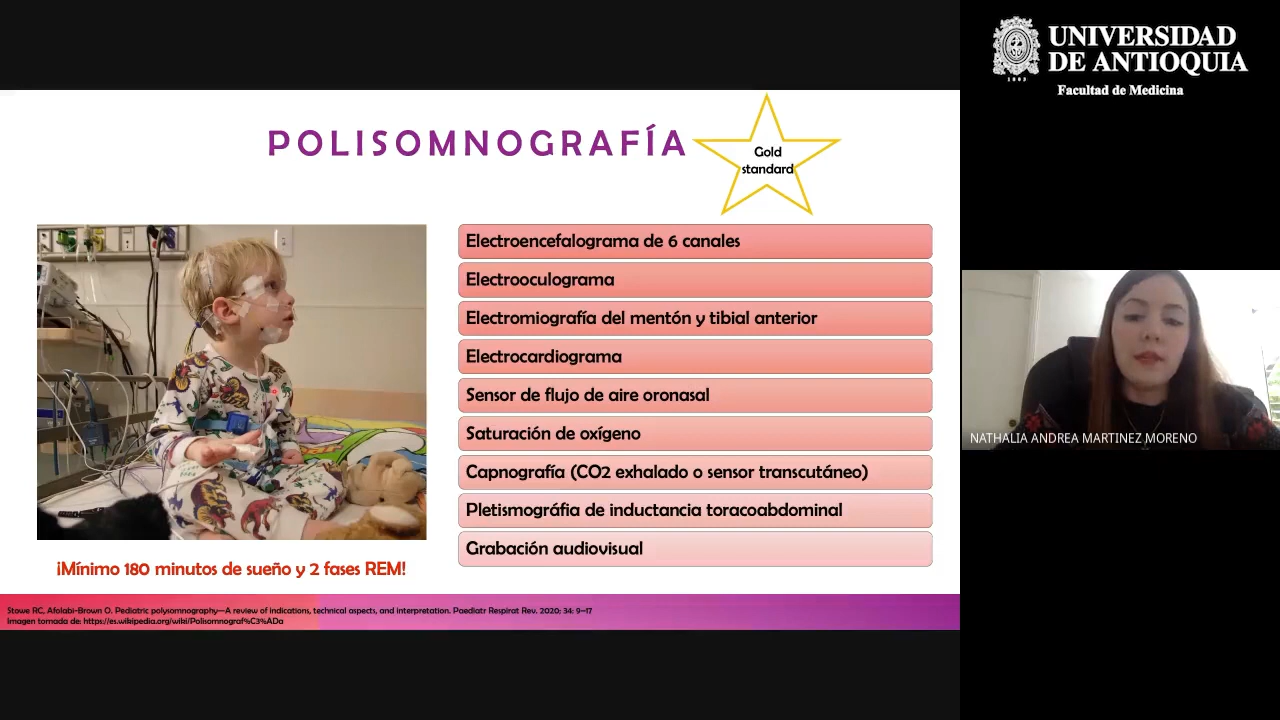 POLISOMNOGRAFÍA
Gold
standard
Electroencefalograma de 6 canales
Electrooculograma
Electromiografía del mentón y tibial anterior
Electrocardiograma
Sensor de flujo de aire oronasal
Saturación de oxígeno
Capnografía (CO2 exhalado o sensor transcutáneo)
Pletismográfia de inductancia toracoabdominal
Grabación audiovisual
¡Mínimo 180 minutos de sueño y 2 fases REM!
Stowe RC, Afolabi-Brown O. Pediatric polysomnography—A review of indications, technical aspects, and interpretation. Paediatr Respirat Rev. 2020; 34: 9–17
Imagen tomada de: https://es.wikipedia.org/wiki/Polisomnograf%C3%ADa
UNIVERSIDAD
DE ANTIOQUIA
1803
Facultad de Medicina
NATHALIA ANDREA MARTINEZ MORENO